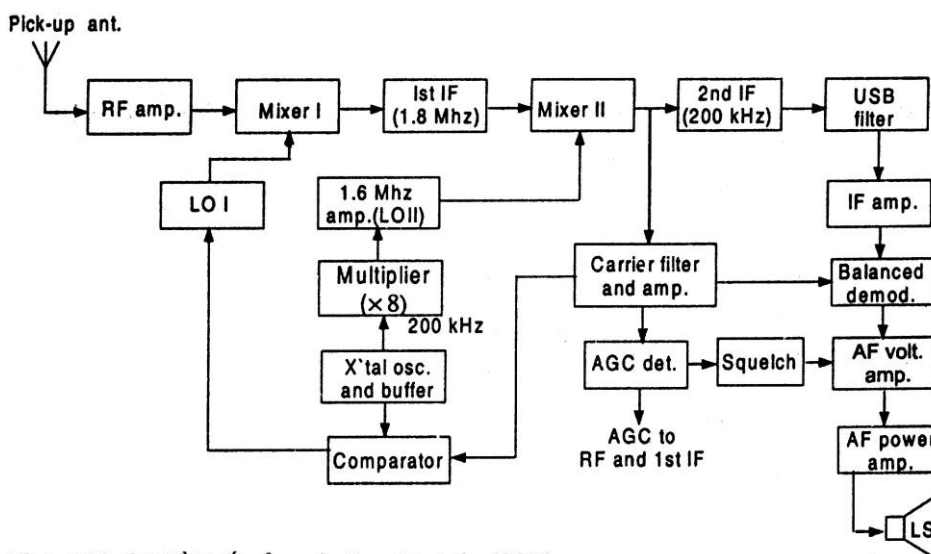 Pick-up ant.
RF amp.
Mixer I
Ist IF
(1.8 Mhz)
Mixer II
2nd IF
(200 kHz)
USB
filter
LO I
1.6 Mhz
amp.(LOII)
IF amp.
Multiplier
(×8)
200 kHz
Carrier filter
and amp.
Balanced
demod.
X`tal osc.
and buffer
AGC det.
Squelch
AF volt.
amp.
Comparator
AGC to
RF and 1st IF
AF power
amp.
LS